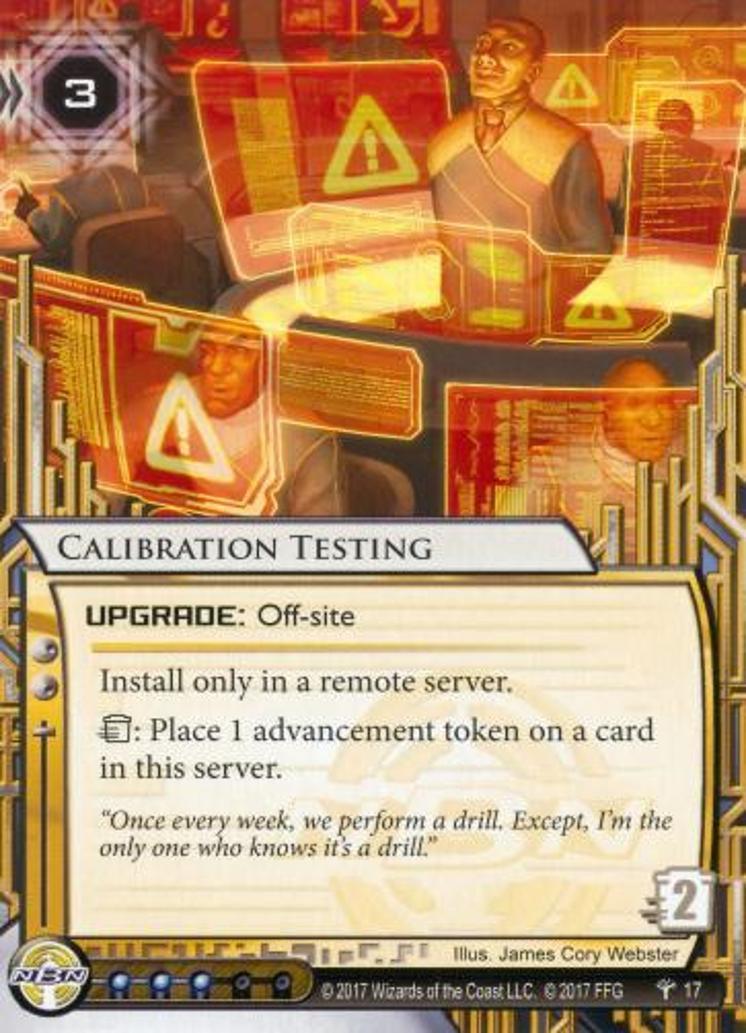 3
CALIBRATION TESTING
UPGRADE: Off-site
Install only in a remote server.
: Place 1 advancement token on a card
in this server.
“Once every week, we perform a drill. Except, I'm the
only one who knows it's a drill.”
2
Illus. James Cory Webster
NBN
© 2017 Wizards of the Coast LLC. © 2017 FFG 17